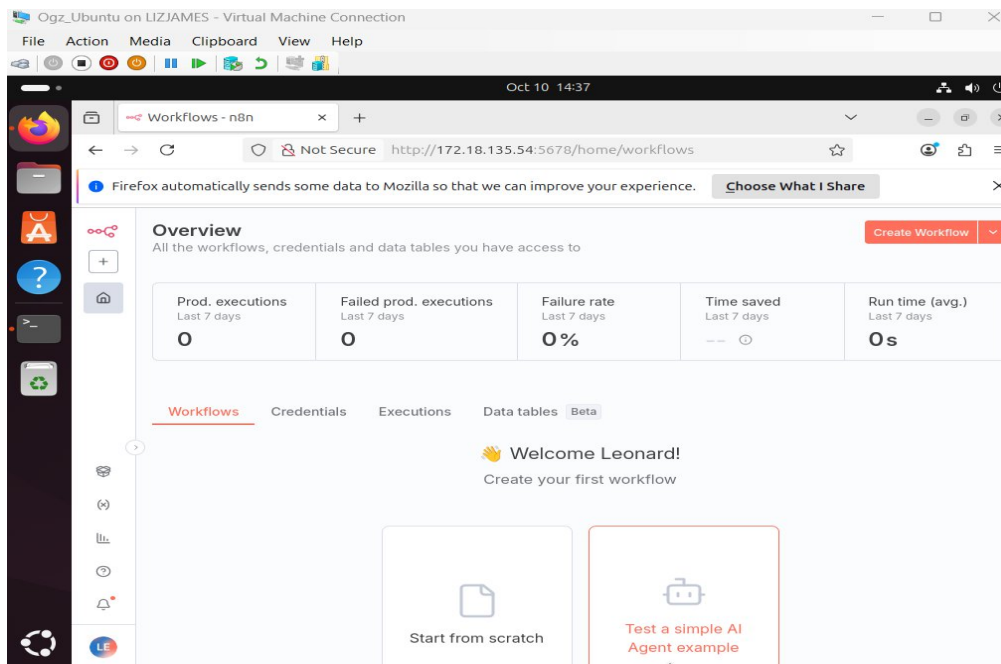 Ogz_Ubuntu on LIZJAMES - Virtual Machine Connection
File Action Media Clipboard View Help
Oct 10 14:37
Workflows - n8n
Not Secure http://172.18.135.54:5678/home/workflows
Firefox automatically sends some data to Mozilla so that we can improve your experience. Choose What I Share
Overview
Create Workflow
All the workflows, credentials and data tables you have access to
Prod. executions Failed prod. executions Failure rate Time saved Run time (avg.)
Last 7 days Last 7 days Last 7 days Last 7 days Last 7 days
0 0 0% -- 0s
Workflows Credentials Executions Data tables Beta
👋 Welcome Leonard!
Create your first workflow
Start from scratch
Test a simple AI
Agent example
LE